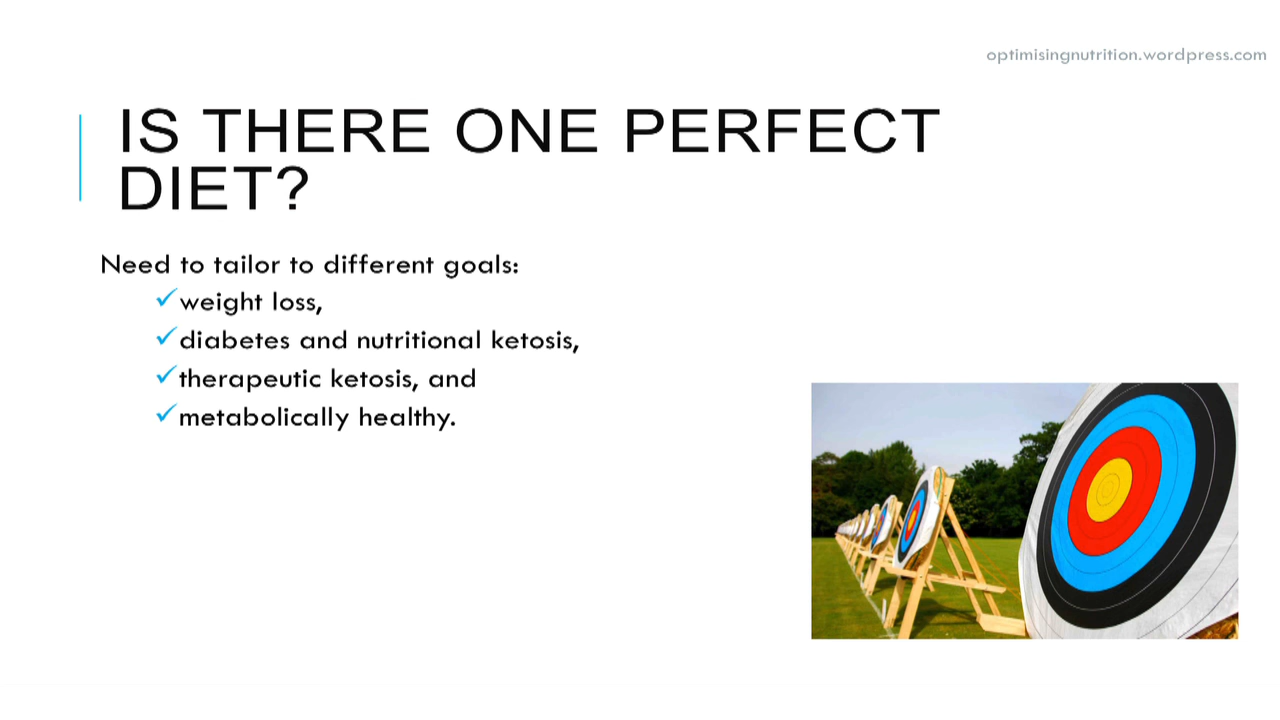 optimisingnutrition.wordpress.com
IS THERE ONE PERFECT
DIET?
Need to tailor to different goals:
✓weight loss,
✓diabetes and nutritional ketosis,
✓therapeutic ketosis, and
✓metabolically healthy.